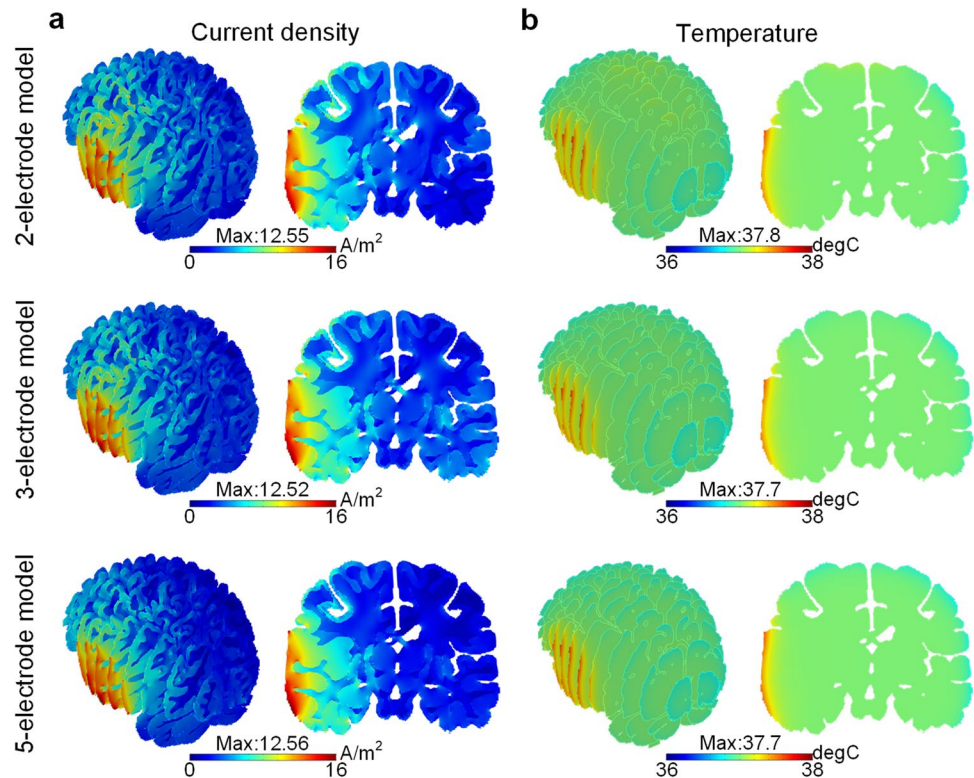 a
Current density
b
Temperature
2-electrode model
Max:12.55
A/m²
0
16
Max:37.8
degC
36
38
3-electrode model
Max:12.52
A/m²
0
16
Max:37.7
degC
36
38
5-electrode model
Max:12.56
A/m²
0
16
Max:37.7
degC
36
38